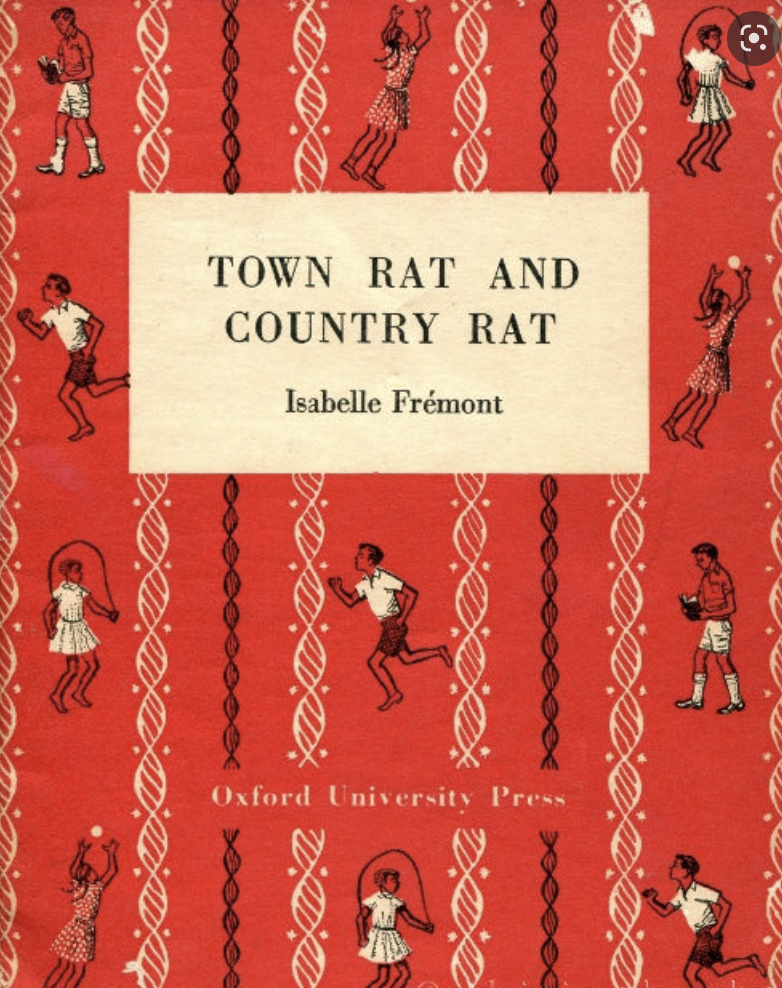 TOWN RAT AND
COUNTRY RAT
Isabelle Frémont
Oxford University Press